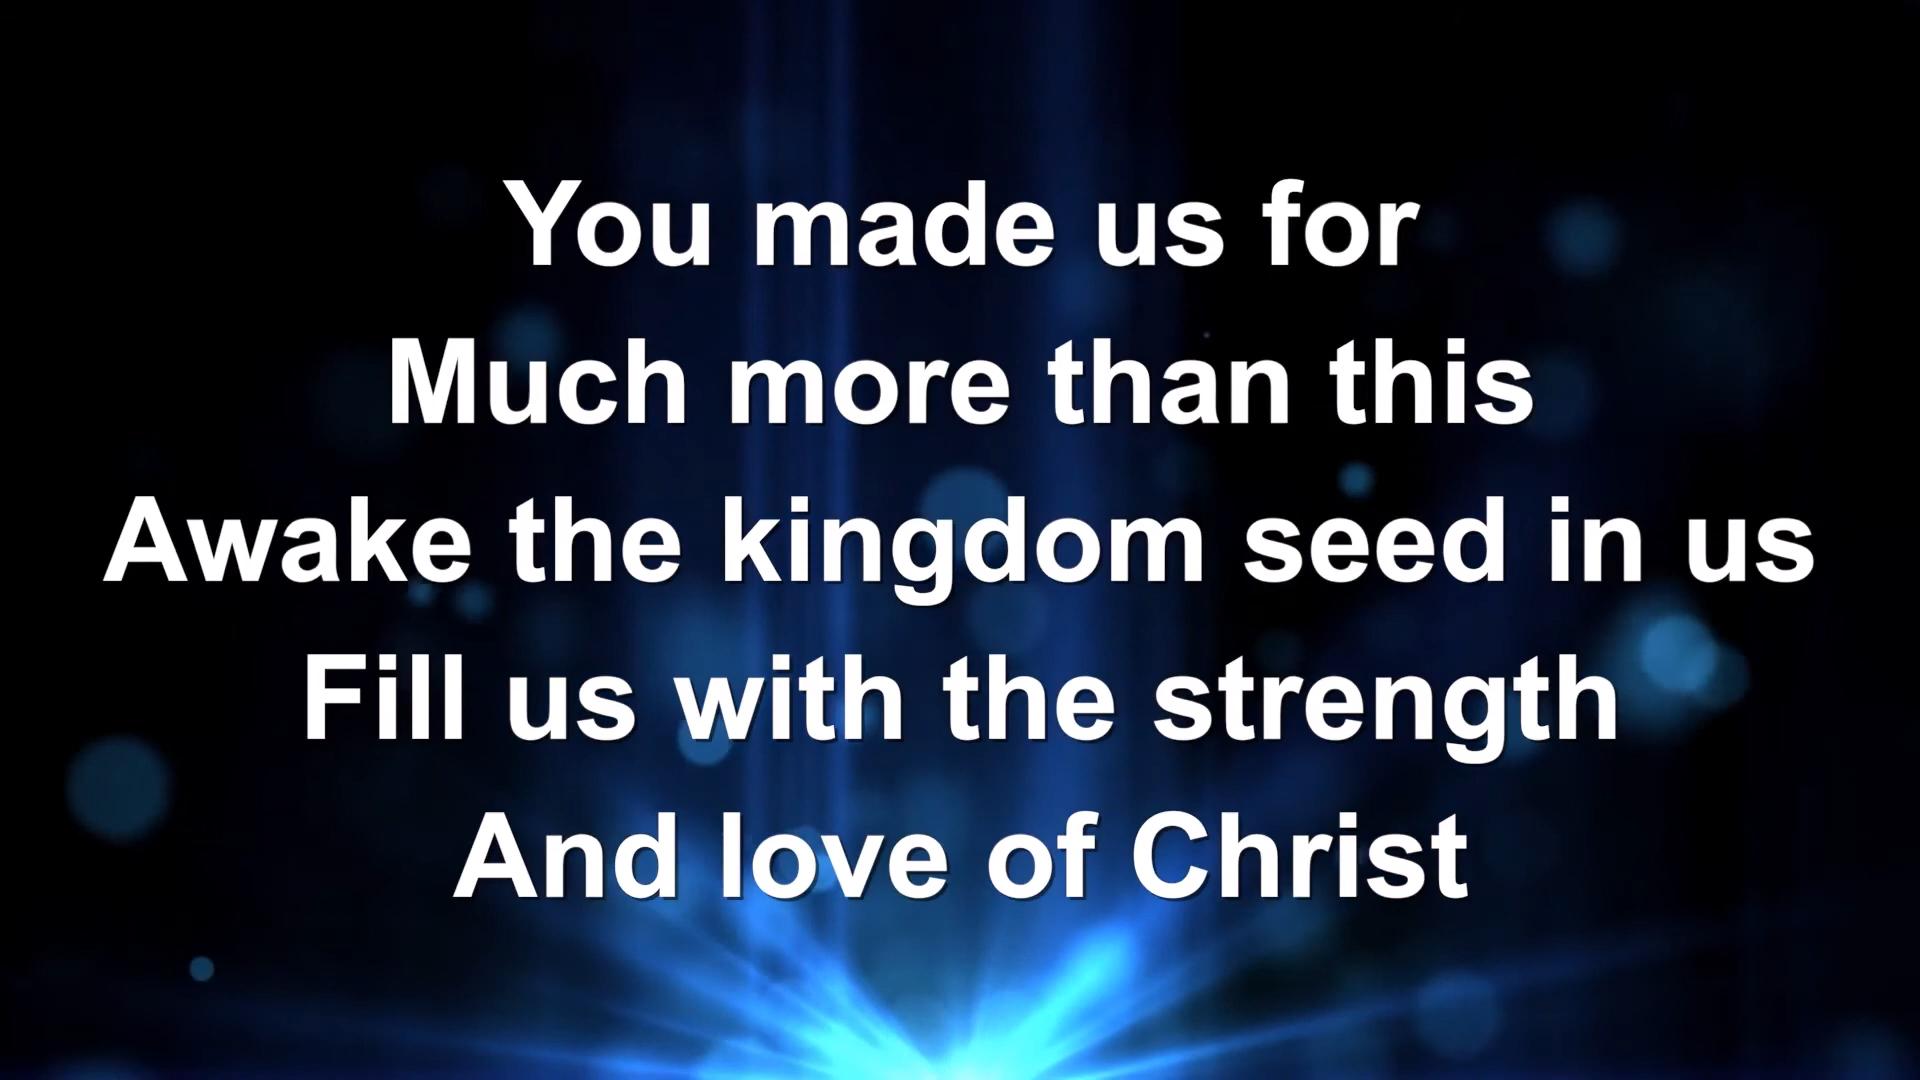 You made us for
Much more than this
Awake the kingdom seed in us
Fill us with the strength
And love of Christ